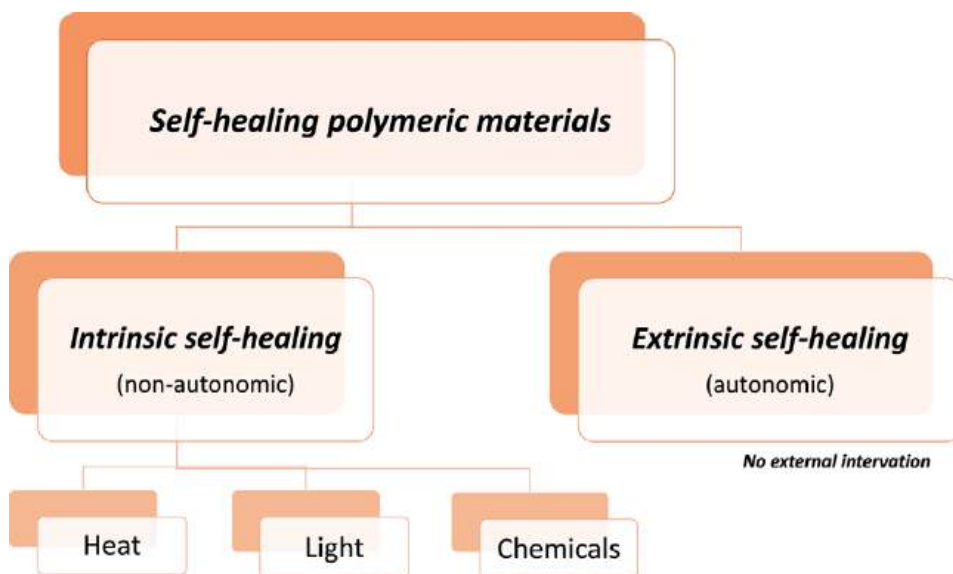 Self-healing polymeric materials
Intrinsic self-healing
(non-autonomic)
Extrinsic self-healing
(autonomic)
No external intervation
Heat
Light
Chemicals